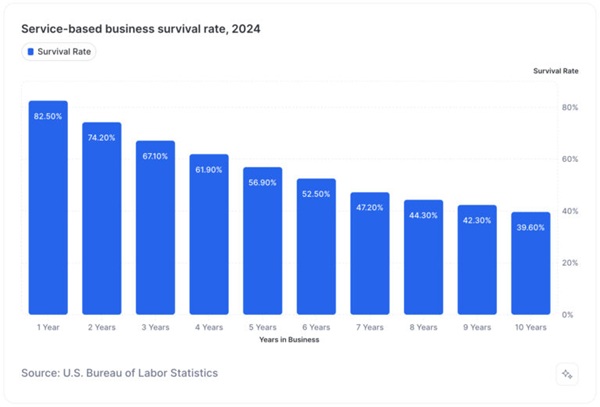 Service-based business survival rate, 2024
Survival Rate
Survival Rate
82.50%
74.20%
67.10%
61.90%
56.90%
52.50%
47.20%
44.30%
42.30%
39.60%
80%
60%
40%
20%
0%
1 Year 2 Years 3 Years 4 Years 5 Years 6 Years 7 Years 8 Years 9 Years 10 Years
Years in Business
Source: U.S. Bureau of Labor Statistics